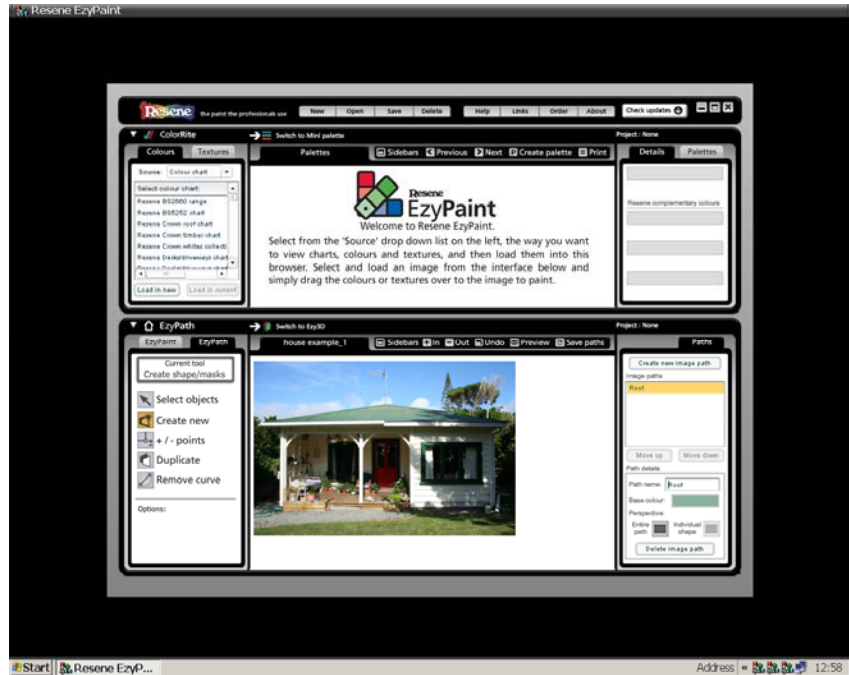 Resene EzyPaint
Resene the paint the professionals use New Open Save Delete Help Links Order About Check updates
ColorRite Switch to Mini palette Project : None
Colours Textures Palettes Sidebars Previous Next Create palette Print Details Palettes
Source: Colour chart
Select colour chart:
Resene BS2660 range
Resene BS5252 chart
Resene Crown roof chart
Resene Crown timber chart
Resene Crown whites collecti
Resene Decks/driveways chart
Load in new Load in current
Resene
EzyPaint
Welcome to Resene EzyPaint.
Select from the 'Source' drop down list on the left, the way you want
to view charts, colours and textures, and then load them into this
browser. Select and load an image from the interface below and
simply drag the colours or textures over to the image to paint.
Resene complementary colours
EzyPath Switch to Ezy3D Project : None
EzyPaint EzyPath house example_1 Sidebars In Out Undo Preview Save paths Paths
Current tool
Create shape/masks
Select objects
Create new
+ / - points
Duplicate
Remove curve
Options:
Create new image path
Image paths
Roof
Move up Move down
Path details
Path name: Roof
Base colour:
Perspective:
Entire path Individual shape
Delete image path
Start Resene EzyP... Address « 12:58